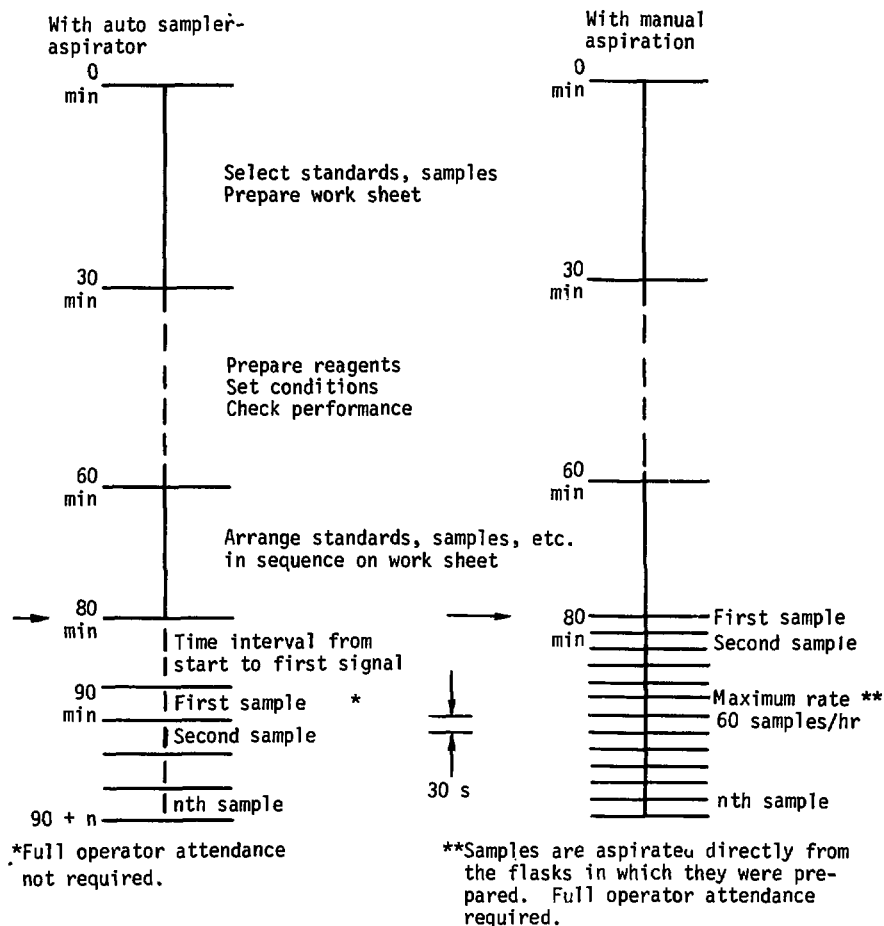 With auto sampler-
aspirator
0
min
30
min
60
min
80
min
90
min
90 + n
Select standards, samples
Prepare work sheet
Prepare reagents
Set conditions
Check performance
Arrange standards, samples, etc.
in sequence on work sheet
Time interval from
start to first signal
First sample *
Second sample
nth sample
*Full operator attendance
not required.
30 s
With manual
aspiration
0
min
30
min
60
min
80
min
First sample
Second sample
Maximum rate **
60 samples/hr
nth sample
**Samples are aspirated directly from
the flasks in which they were pre-
pared. Full operator attendance
required.